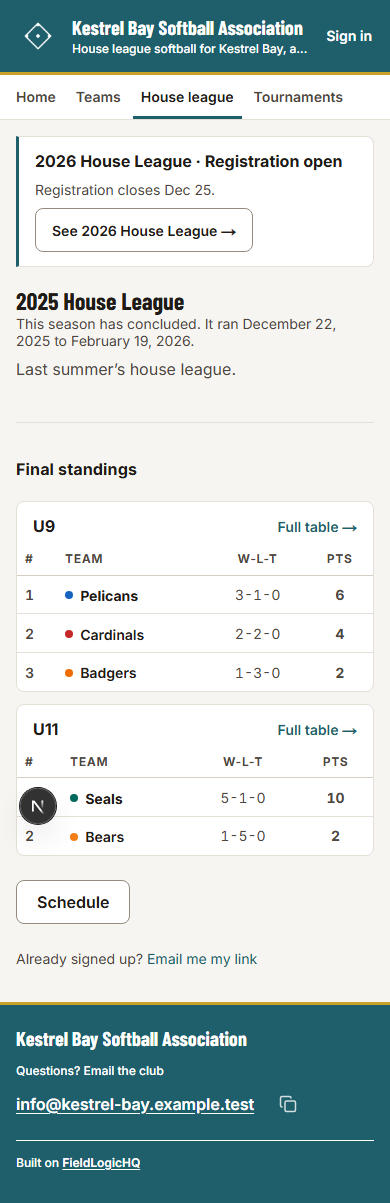 Kestrel Bay Softball Association
House league softball for Kestrel Bay, a...
Sign in
Home Teams House league Tournaments
2026 House League · Registration open
Registration closes Dec 25.
See 2026 House League →
2025 House League
This season has concluded. It ran December 22,
2025 to February 19, 2026.
Last summer’s house league.
Final standings
U9 Full table →
# TEAM W-L-T PTS
1 Pelicans 3-1-0 6
2 Cardinals 2-2-0 4
3 Badgers 1-3-0 2
U11 Full table →
# TEAM W-L-T PTS
N Seals 5-1-0 10
2 Bears 1-5-0 2
Schedule
Already signed up? Email me my link
Kestrel Bay Softball Association
Questions? Email the club
info@kestrel-bay.example.test
Built on FieldLogicHQ